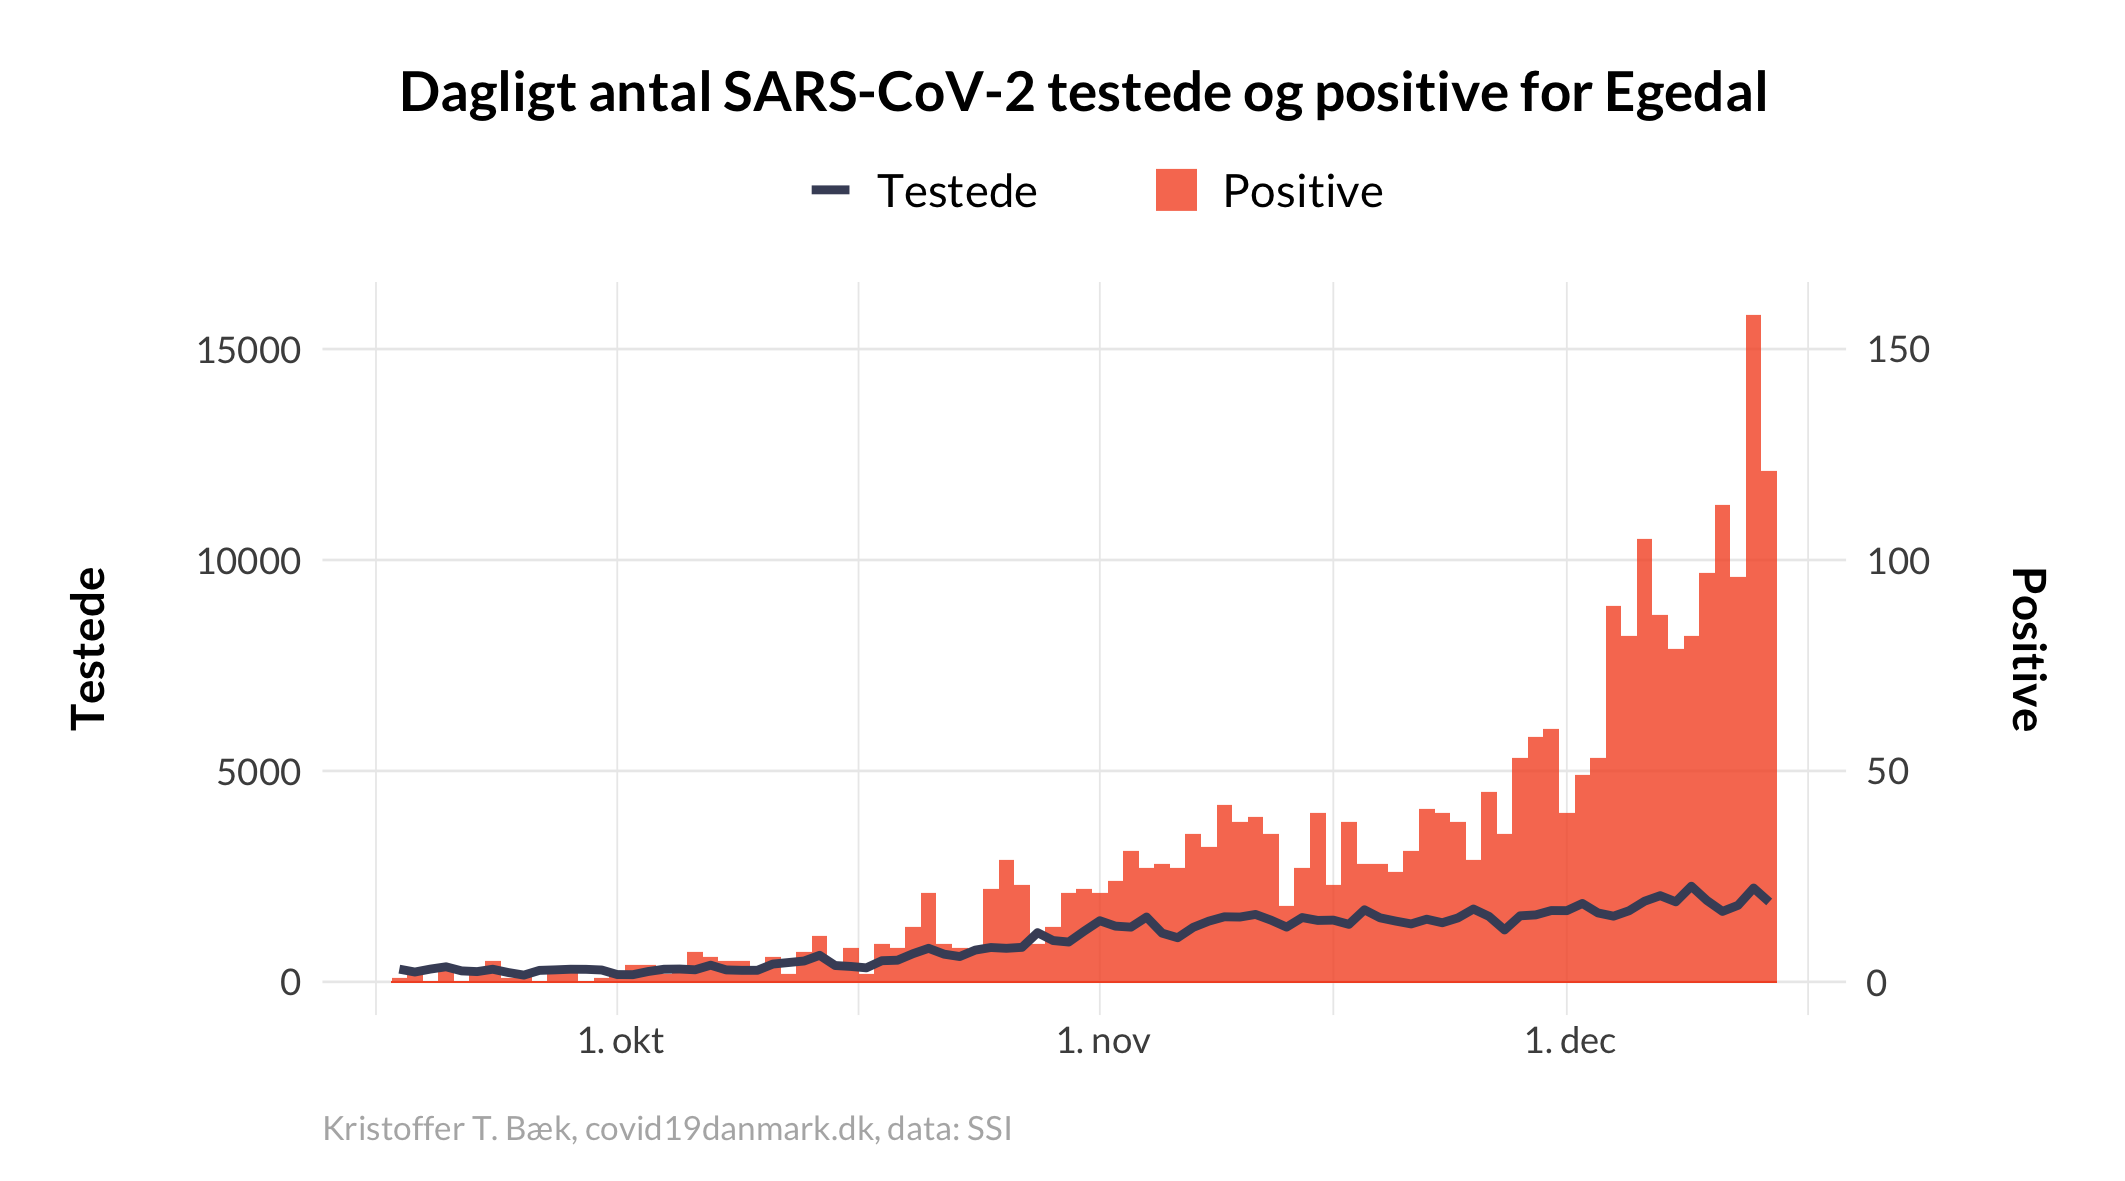 Dagligt antal SARS-CoV-2 testede og positive for Egedal
Testede
Positive
15000
10000
5000
0
150
100
50
0
Testede
Positive
1. okt
1. nov
1. dec
Kristoffer T. Bæk, covid19danmark.dk, data: SSI